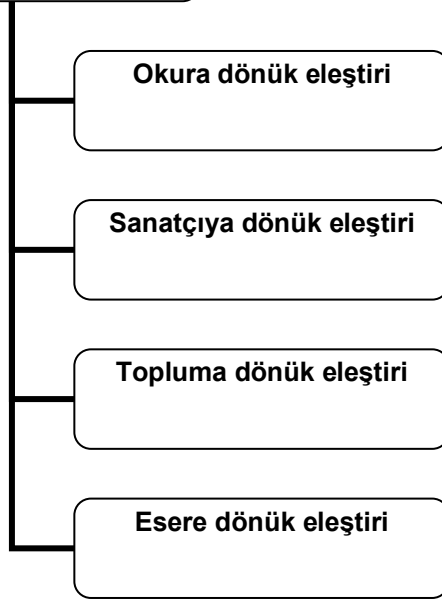 Okura dönük eleştiri
Sanatçıya dönük eleştiri
Topluma dönük eleştiri
Esere dönük eleştiri